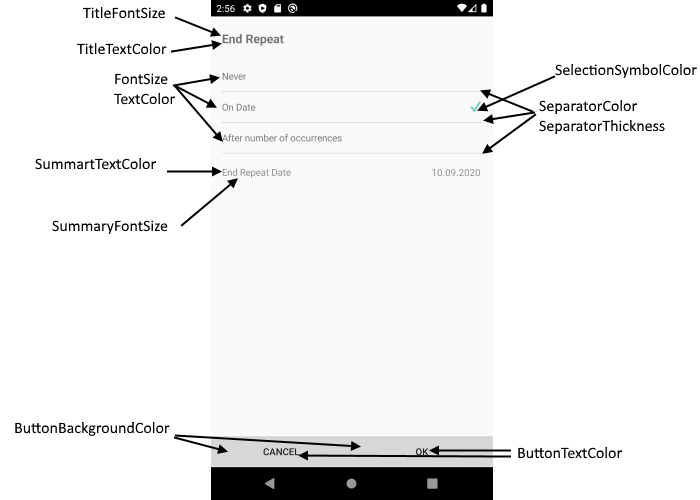 TitleFontSize
2:56
End Repeat
TitleTextColor
Never
FontSize
TextColor
SelectionSymbolColor
On Date
SeparatorColor
SeparatorThickness
After number of occurrences
SummartTextColor
End Repeat Date 10.09.2020
SummaryFontSize
ButtonBackgroundColor
CANCEL OK
ButtonTextColor